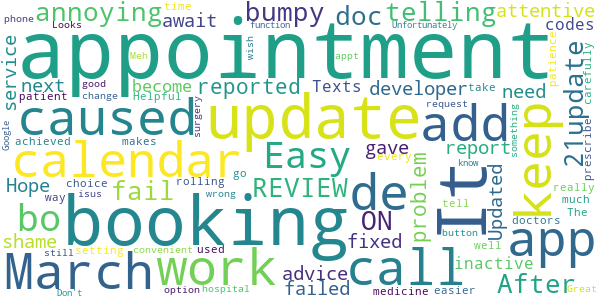 phone
Looks
annoying
time
await
bumpy
doc
telling
attentive
Unfortunately
codes
service
appointment
Meh
function
wish
appt
patience
carefully
next
become
reported
Texts
developer
take
need
21update
patient
good
change
Helpful
surgery
request
something
prescribe
Google
caused
update
add
keep
achieved
makes
calendar
Easy
gave
every
report
Hope
choice
rolling
go
REVIEW
de
know
really
way
isus
wrong
fail
problem
It
Updated
much
The
bo
booking
ON
tell
doctors
shame
button
app
still
setting
convenient
used
fixed
call
well
March
work
advice
inactive
After
Don't
option
hospital
failed
medicine
easier
Great